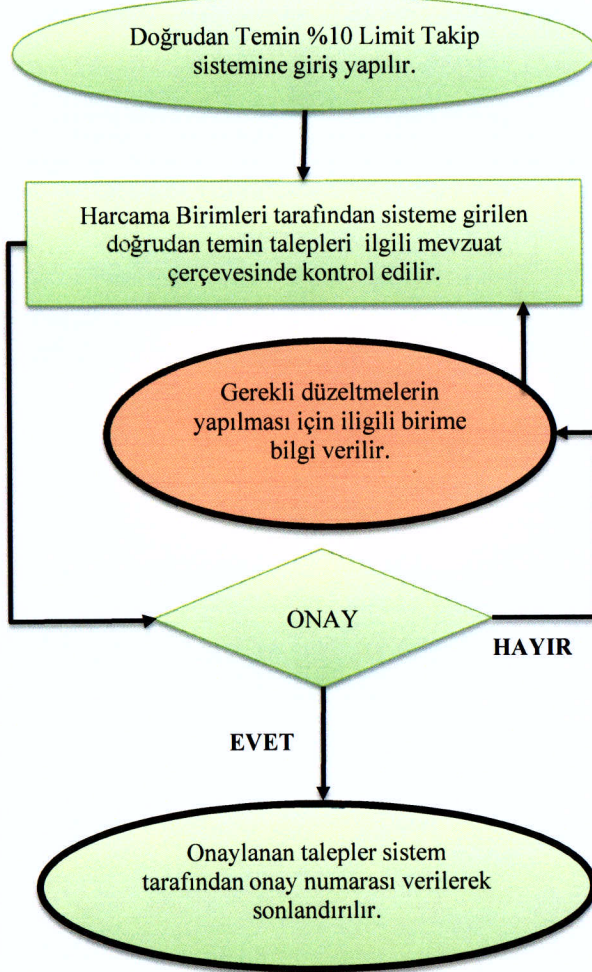 Doğrudan Temin %10 Limit Takip
sistemine giriş yapılır.
Harcama Birimleri tarafından sisteme girilen
doğrudan temin talepleri ilgili mevzuat
çerçevesinde kontrol edilir.
Gerekli düzeltmelerin
yapılması için iligili birime
bilgi verilir.
ONAY
HAYIR
EVET
Onaylanan talepler sistem
tarafından onay numarası verilerek
sonlandırılır.